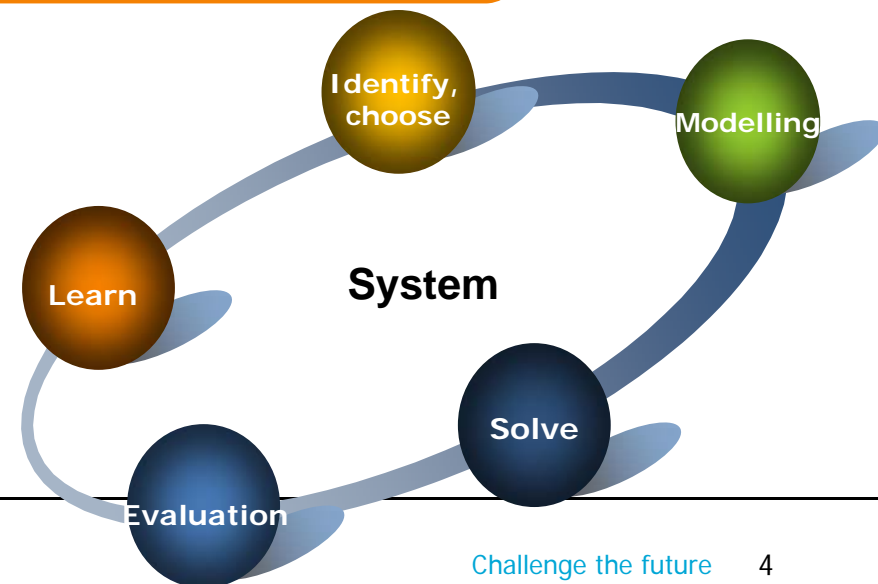 Identify,
choose
Modelling
Learn
System
Solve
Evaluation
Challenge the future 4